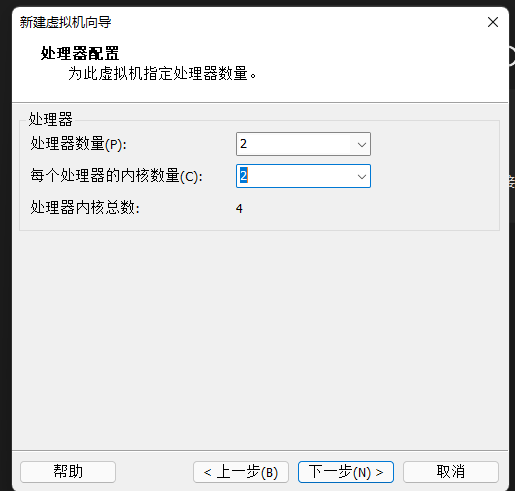 新建虚拟机向导
处理器配置
为此虚拟机指定处理器数量。
处理器
处理器数量(P): 2
每个处理器的内核数量(C): 2
处理器内核总数: 4
帮助 < 上一步(B) 下一步(N) > 取消